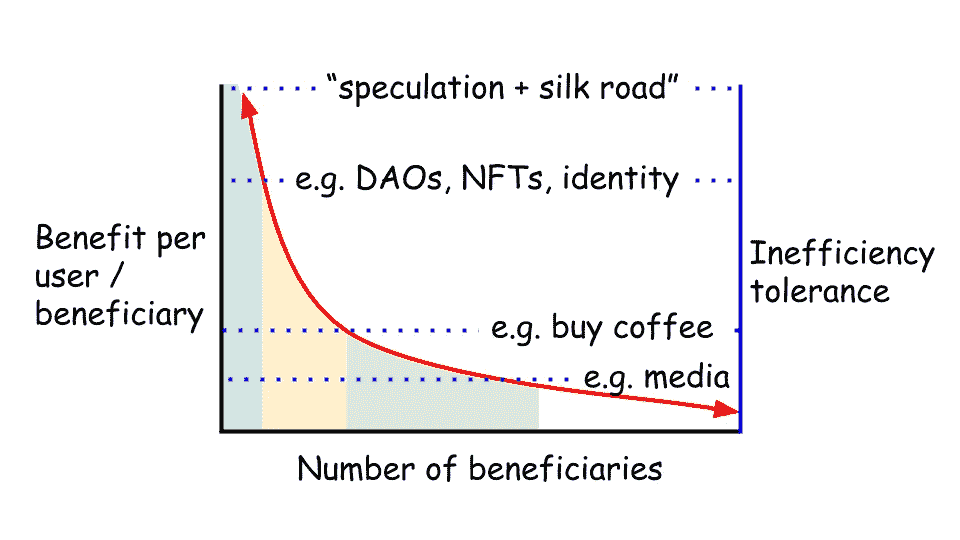 “speculation + silk road”
e.g. DAOs, NFTs, identity
Benefit per
user /
beneficiary
Inefficiency
tolerance
e.g. buy coffee
e.g. media
Number of beneficiaries